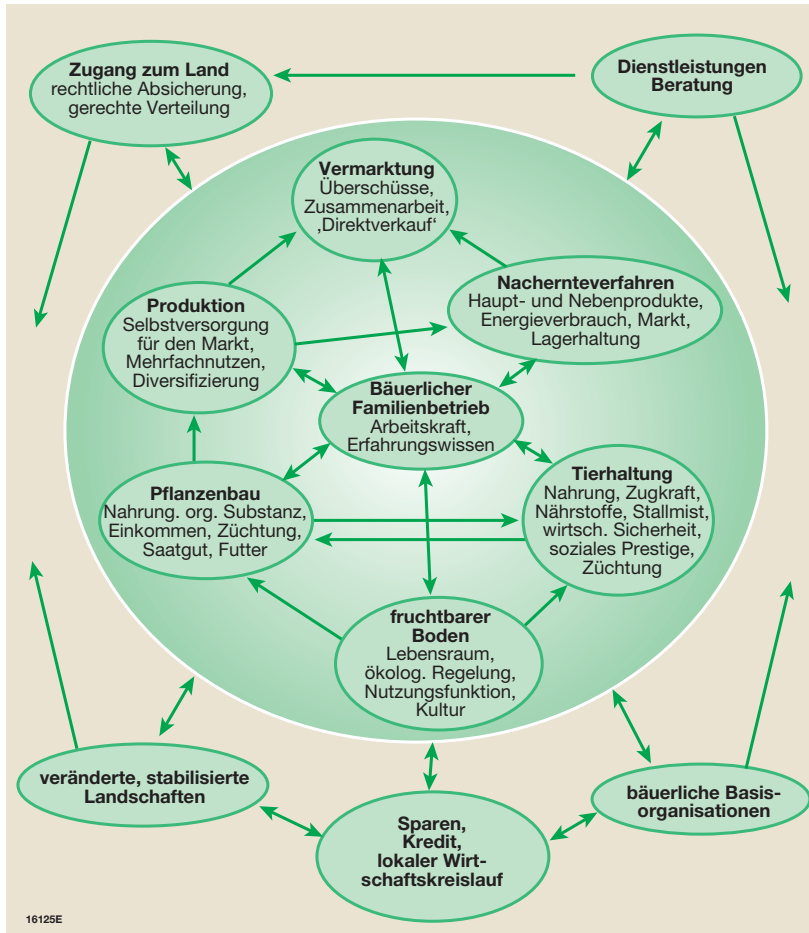 Zugang zum Land
rechtliche Absicherung,
gerechte Verteilung
Dienstleistungen
Beratung
Vermarktung
Überschüsse,
Zusammenarbeit,
‚Direktverkauf‘
Produktion
Selbstversorgung
für den Markt,
Mehrfachnutzen,
Diversifizierung
Nachernteverfahren
Haupt- und Nebenprodukte,
Energieverbrauch, Markt,
Lagerhaltung
Bäuerlicher
Familienbetrieb
Arbeitskraft,
Erfahrungswissen
Pflanzenbau
Nahrung. org. Substanz,
Einkommen, Züchtung,
Saatgut, Futter
Tierhaltung
Nahrung, Zugkraft,
Nährstoffe, Stallmist,
wirtsch. Sicherheit,
soziales Prestige,
Züchtung
fruchtbarer
Boden
Lebensraum,
ökolog. Regelung,
Nutzungsfunktion,
Kultur
veränderte, stabilisierte
Landschaften
Sparen,
Kredit,
lokaler Wirt-
schaftskreislauf
bäuerliche Basis-
organisationen
16125E